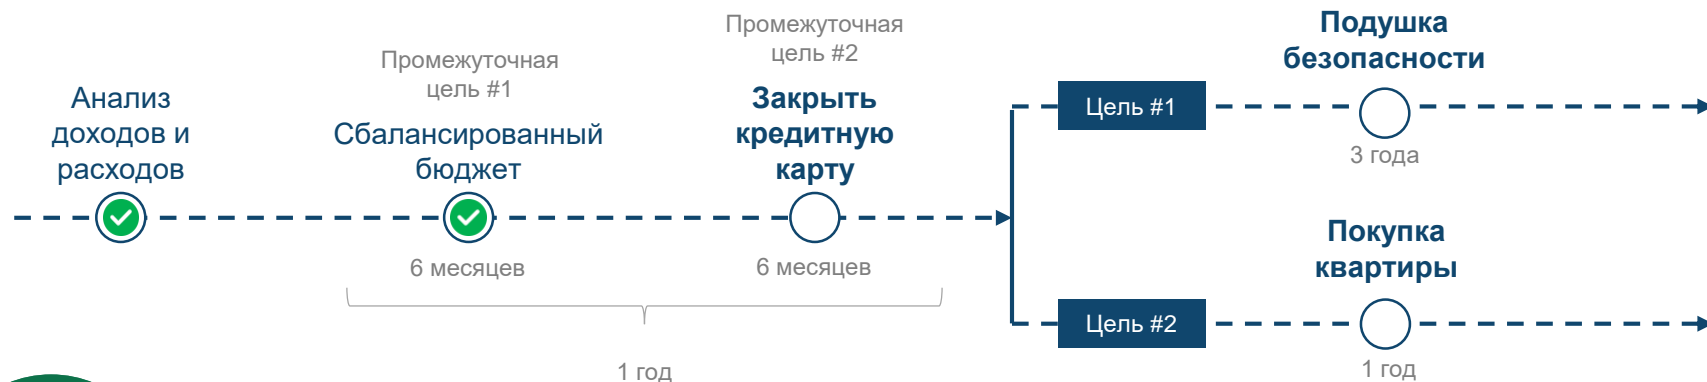 Анализ
доходов и
расходов
Промежуточная
цель #1
Сбалансированный
бюджет
6 месяцев
Промежуточная
цель #2
Закрыть
кредитную
карту
6 месяцев
1 год
Цель #1
Подушка
безопасности
3 года
Цель #2
Покупка
квартиры
1 год